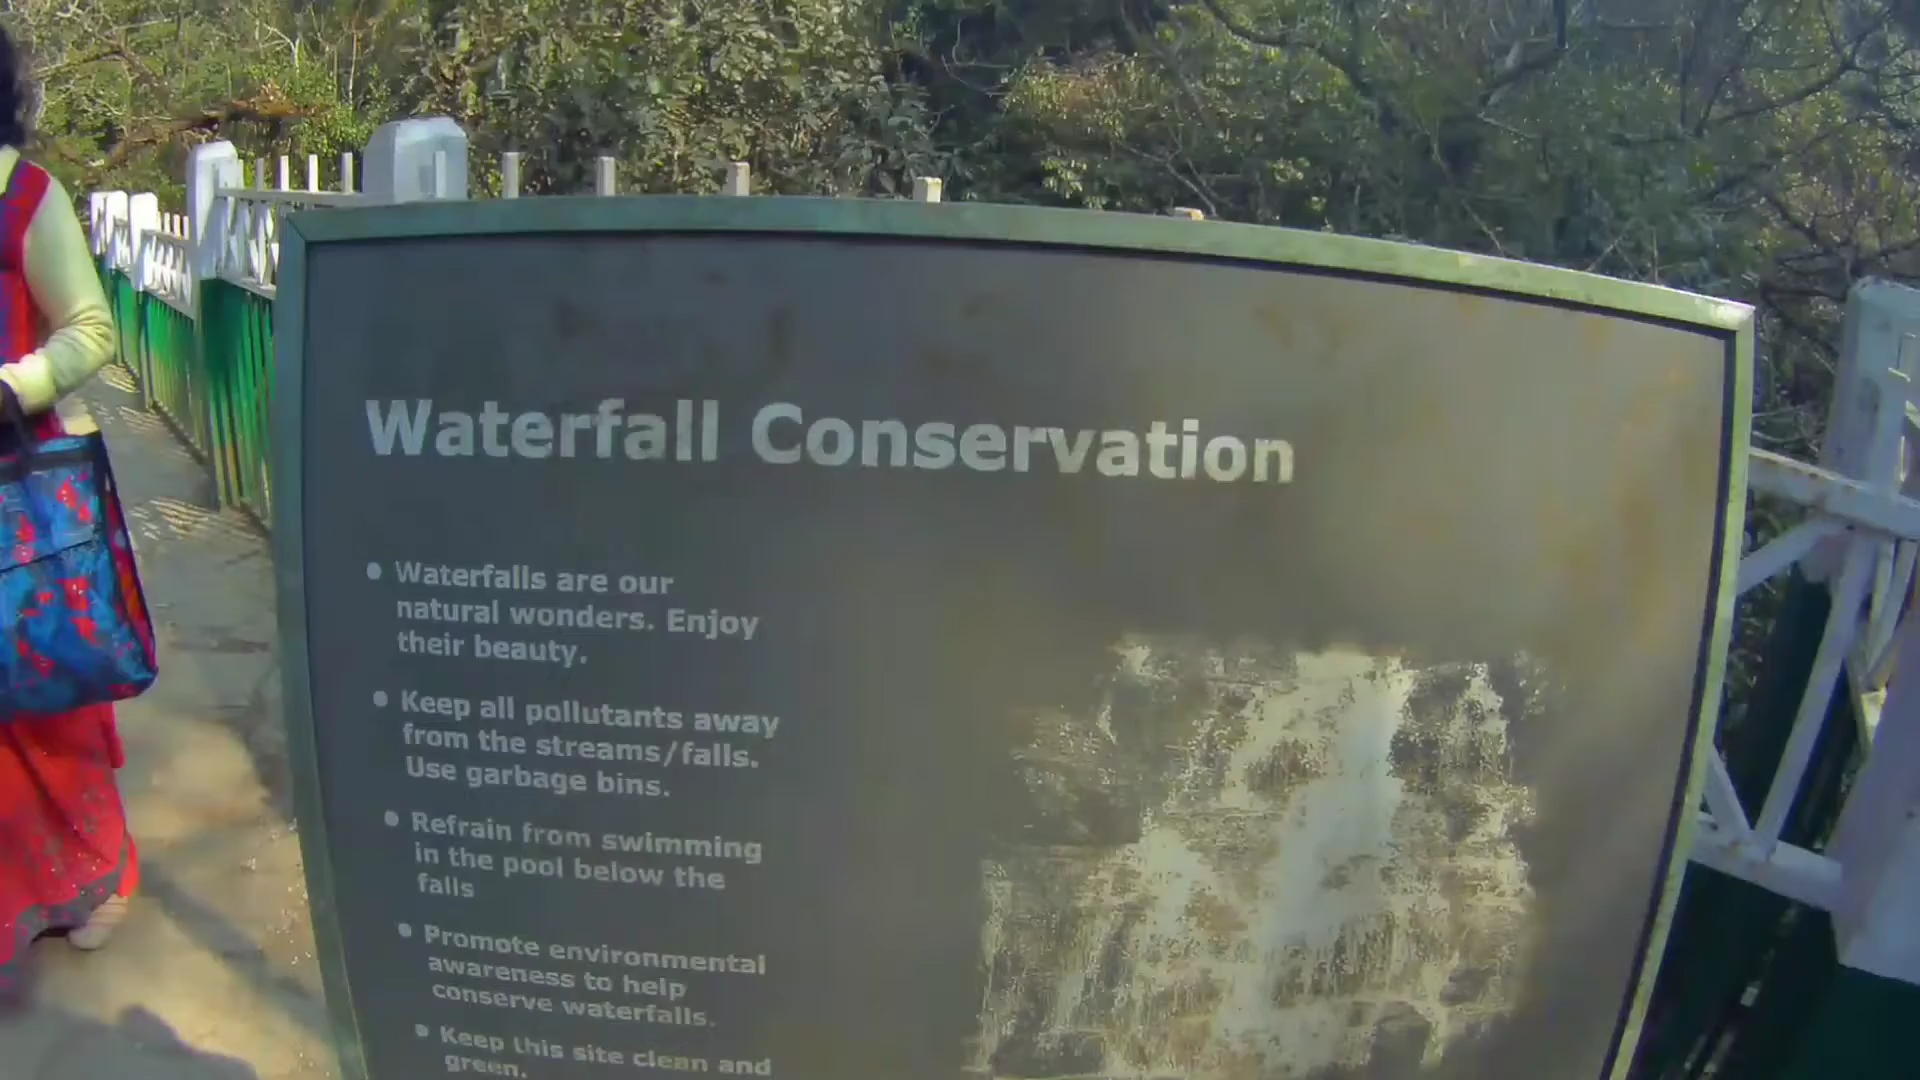 Waterfall Conservation
• Waterfalls are our
natural wonders. Enjoy
their beauty.
• Keep all pollutants away
from the streams/falls.
Use garbage bins.
• Refrain from swimming
in the pool below the
falls
• Promote environmental
awareness to help
conserve waterfalls.
• Keep this site clean and
green.